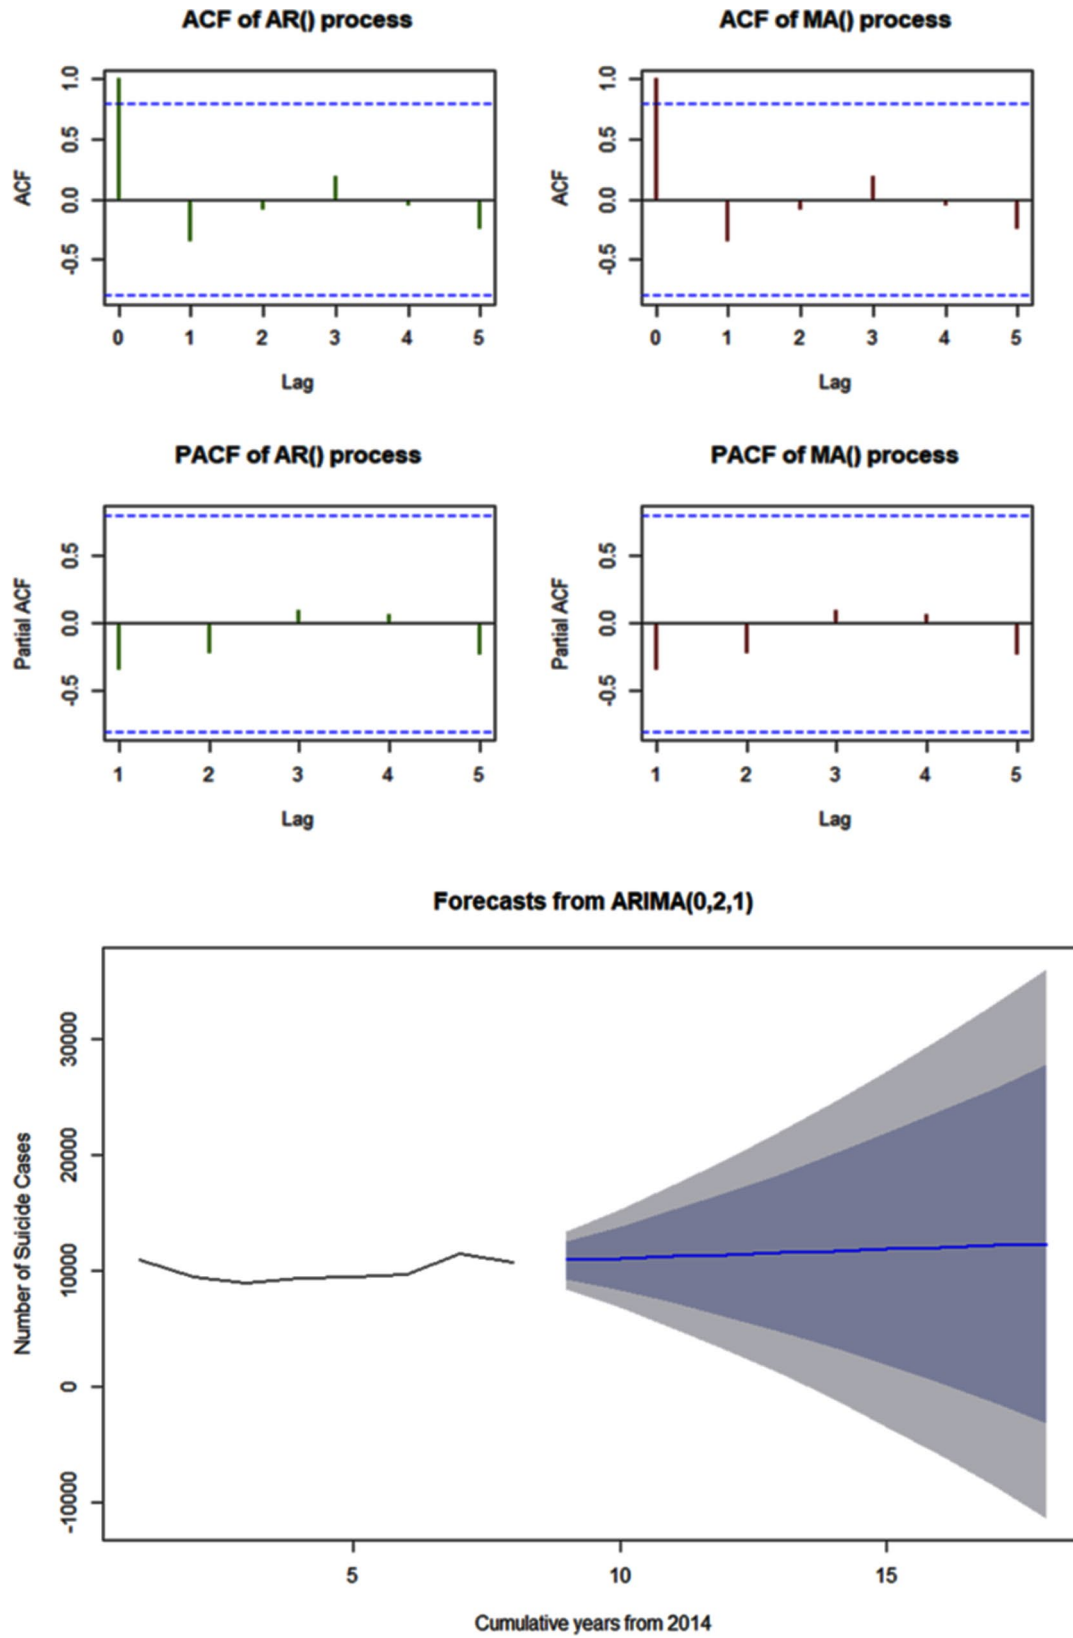 ACF of AR() process
ACF of MA() process
ACF
1.0
0.5
0.0
-0.5
0 1 2 3 4 5
Lag
ACF
1.0
0.5
0.0
-0.5
0 1 2 3 4 5
Lag
PACF of AR() process
PACF of MA() process
Partial ACF
0.5
0.0
-0.5
1 2 3 4 5
Lag
Partial ACF
0.5
0.0
-0.5
1 2 3 4 5
Lag
Forecasts from ARIMA(0,2,1)
Number of Suicide Cases
30000
20000
10000
0
-10000
5 10 15
Cumulative years from 2014